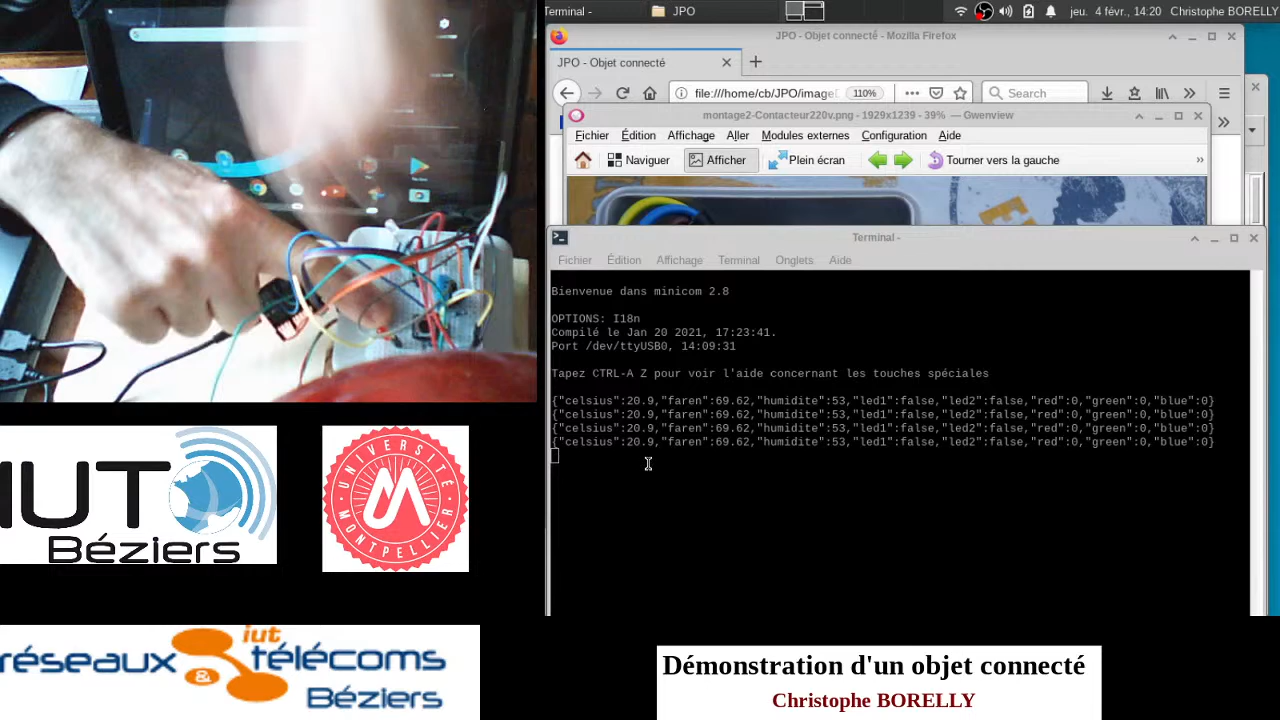 Terminal -
JPO
jeu. 4 févr., 14:20
Christophe BORELLY
JPO - Objet connecté - Mozilla Firefox
JPO - Objet connecté
file:///home/cb/JPO/image
110%
Search
montage2-Contacteur220v.png - 1929x1239 - 39% — Gwenview
Fichier Édition Affichage Aller Modules externes Configuration Aide
Naviguer Afficher Plein écran Tourner vers la gauche
Terminal -
Fichier Édition Affichage Terminal Onglets Aide
Bienvenue dans minicom 2.8
OPTIONS: I18n
Compilé le Jan 20 2021, 17:23:41.
Port /dev/ttyUSB0, 14:09:31
Tapez CTRL-A Z pour voir l'aide concernant les touches spéciales
{"celsius":20.9,"faren":69.62,"humidite":53,"led1":false,"led2":false,"red":0,"green":0,"blue":0}
{"celsius":20.9,"faren":69.62,"humidite":53,"led1":false,"led2":false,"red":0,"green":0,"blue":0}
{"celsius":20.9,"faren":69.62,"humidite":53,"led1":false,"led2":false,"red":0,"green":0,"blue":0}
{"celsius":20.9,"faren":69.62,"humidite":53,"led1":false,"led2":false,"red":0,"green":0,"blue":0}
IUT
Béziers
UNIVERSITÉ
MONTPELLIER
réseaux
&
iut
télécoms
Béziers
Démonstration d'un objet connecté
Christophe BORELLY